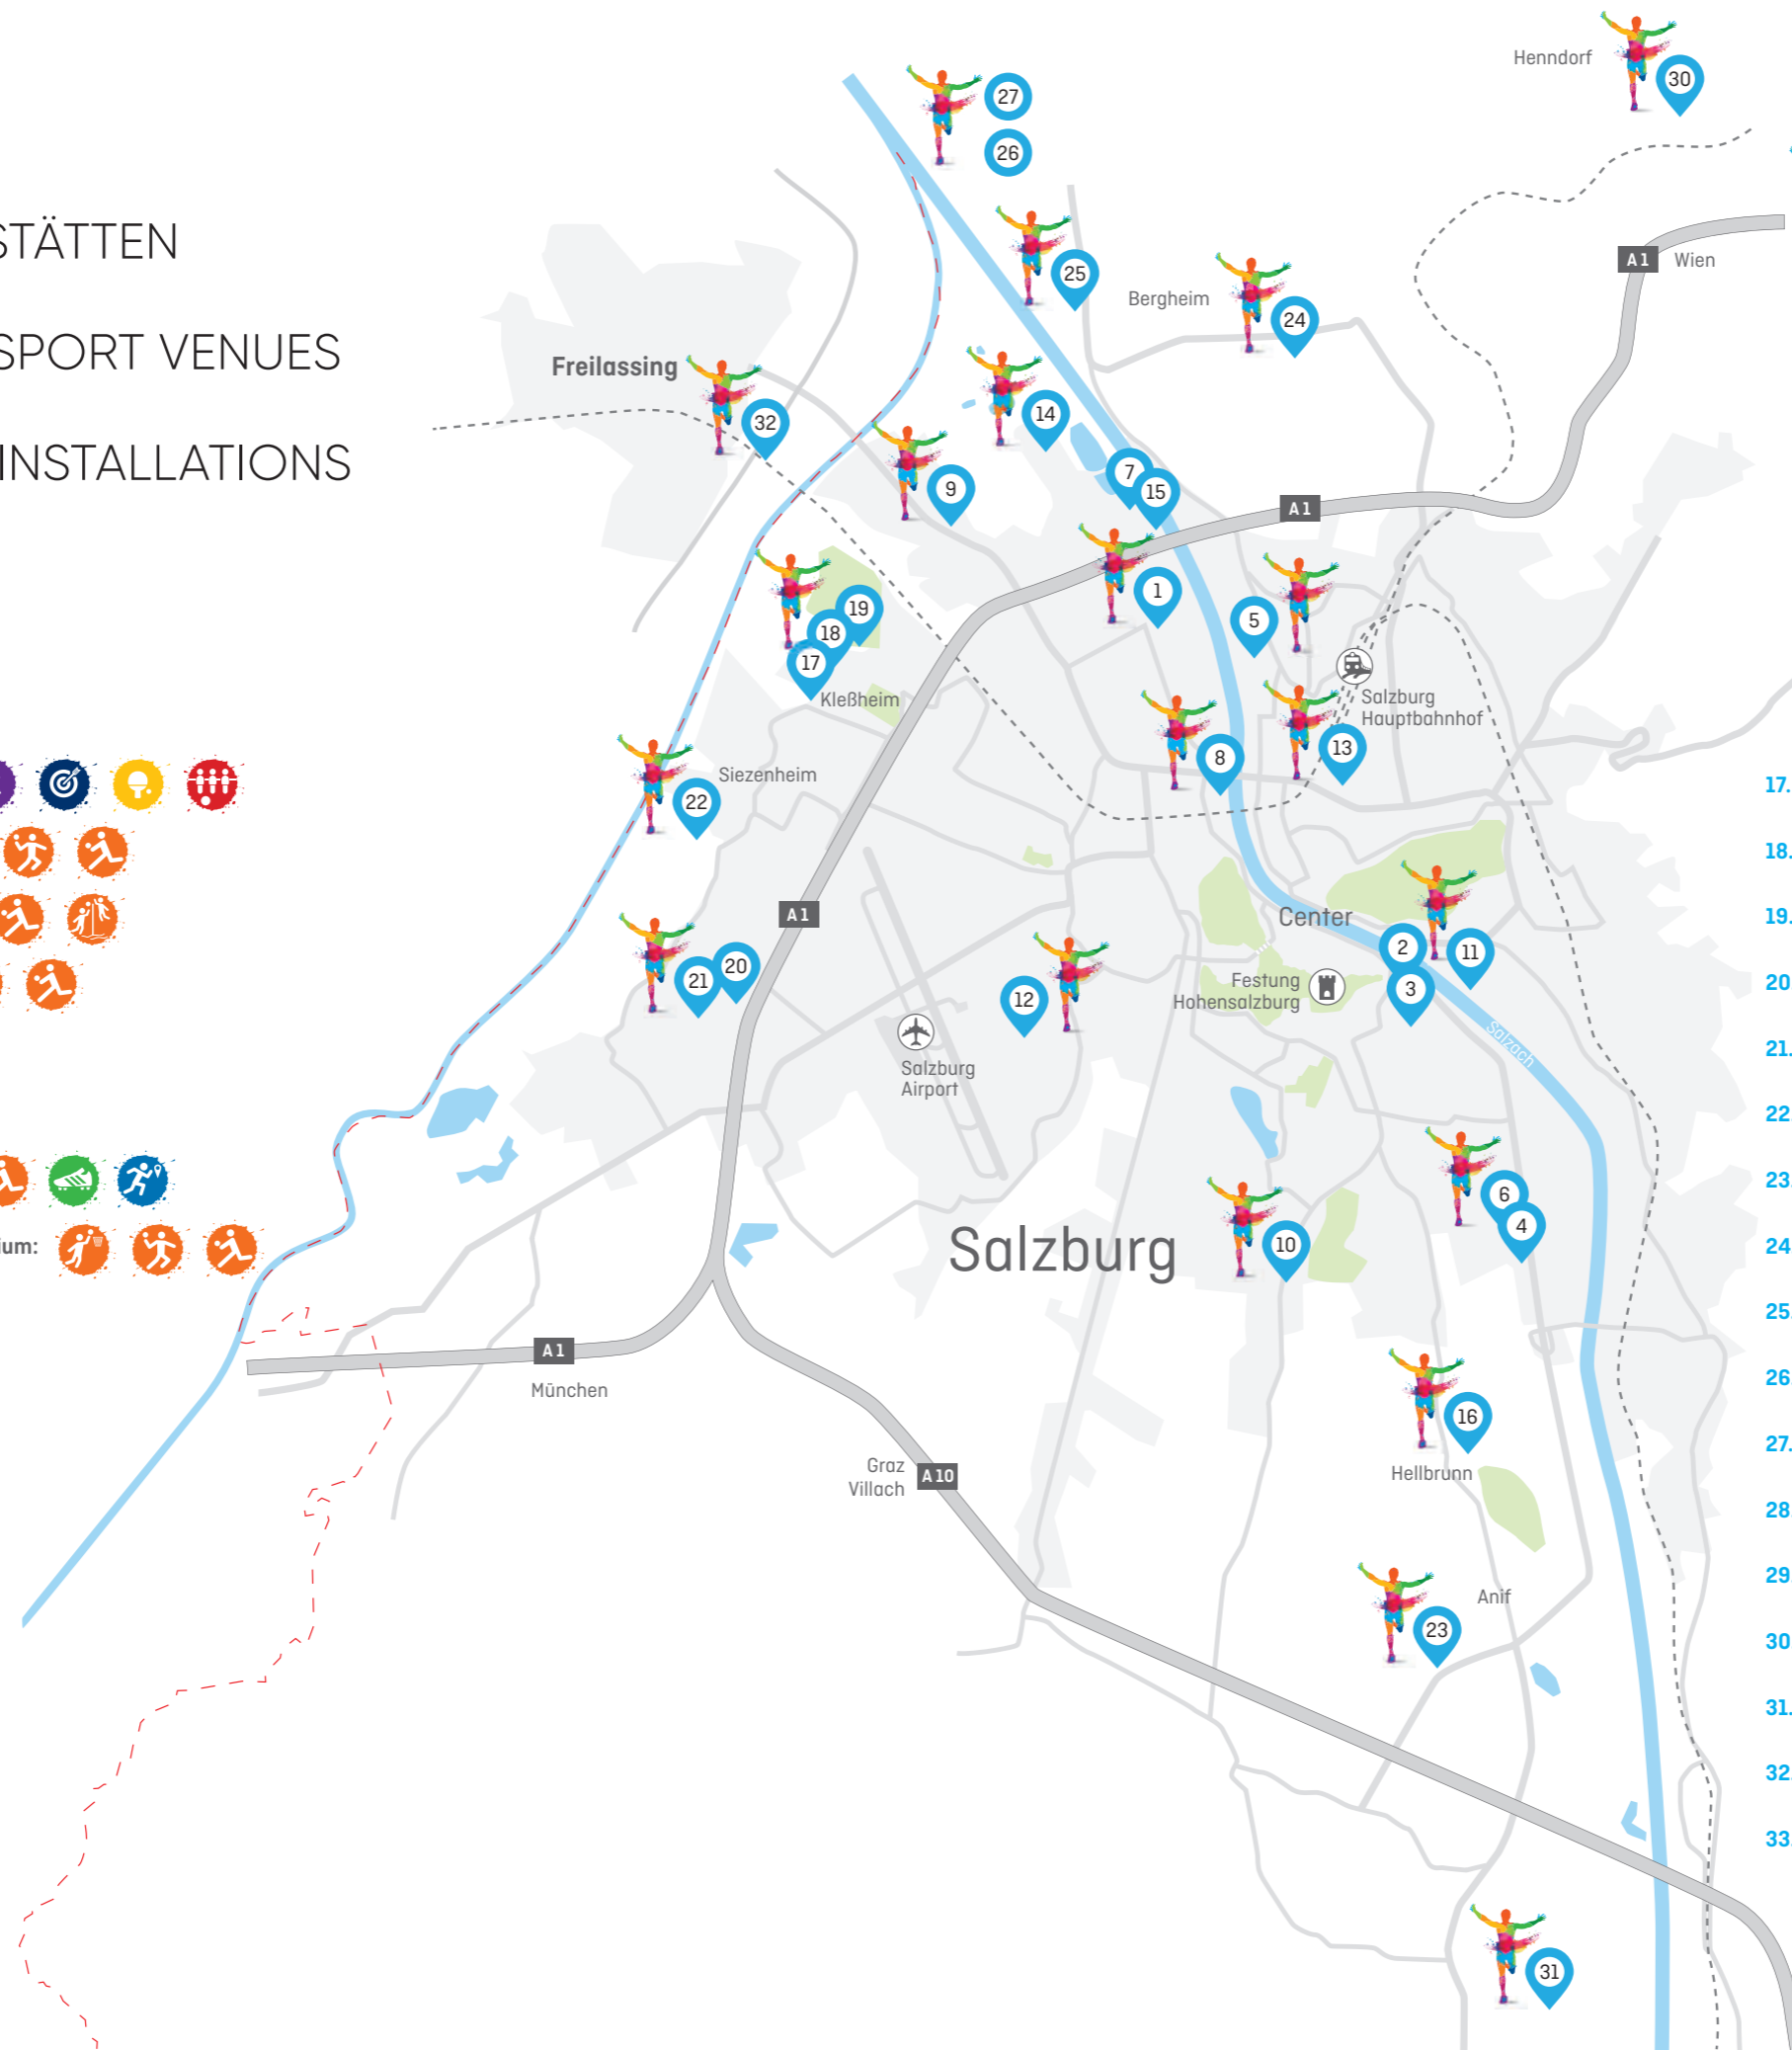 STÄTTEN
SPORT VENUES
INSTALLATIONS
ium:
Henndorf
30
27
26
A1 Wien
25
Bergheim
24
Freilassing
32
14
9
7
15
A1
1
5
19
18
17
Kleßheim
Salzburg
Hauptbahnhof
13
8
Siezenheim
22
A1
Center
2
11
3
21
20
12
Festung
Hohensalzburg
Salzach
Salzburg
Airport
6
4
Salzburg
10
A1
München
16
Hellbrunn
Graz
Villach
A10
Anif
23
31
17.
18.
19.
20
21.
22
23
24
25
26
27.
28
29
30
31.
32
33